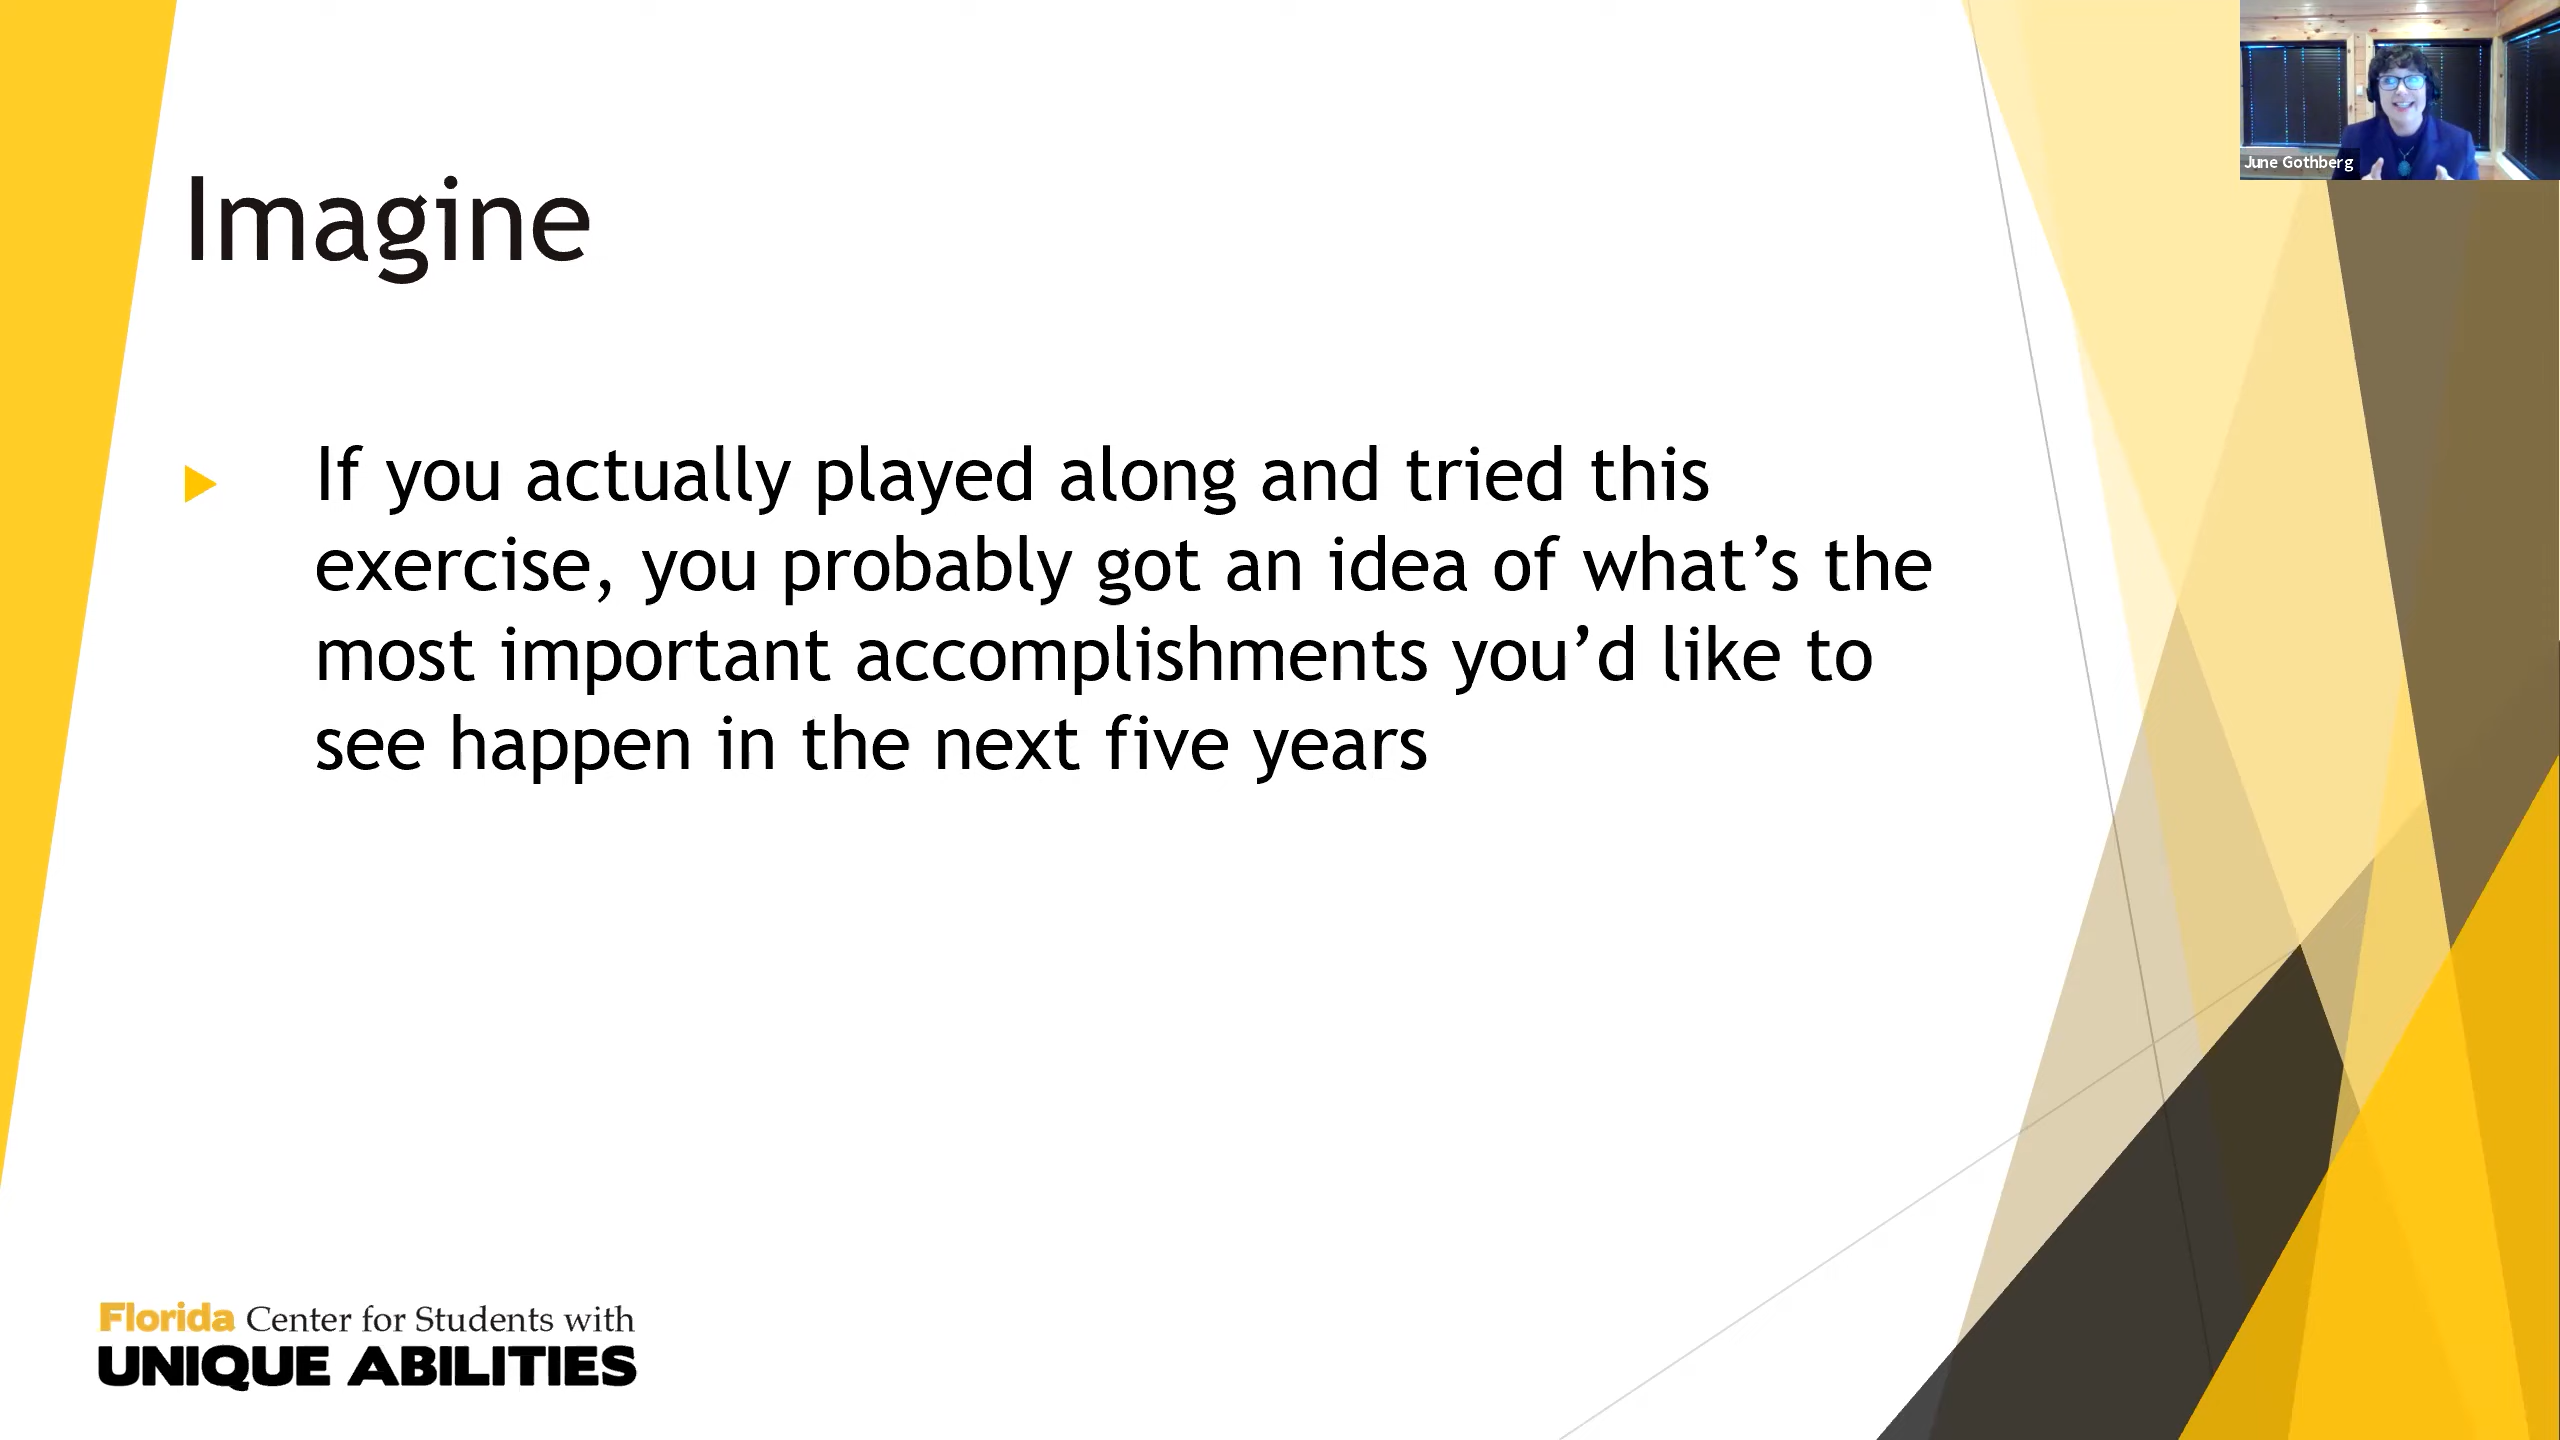 Imagine
If you actually played along and tried this
exercise, you probably got an idea of what’s the
most important accomplishments you’d like to
see happen in the next five years
June Gothberg
Florida Center for Students with
UNIQUE ABILITIES